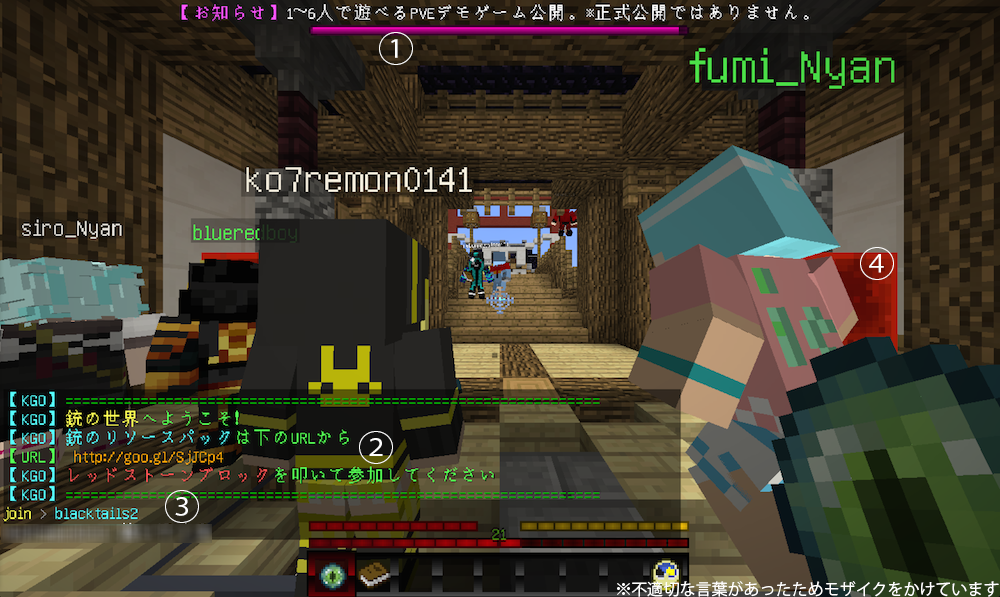 【お知らせ】1～6人で遊べるPVEデモゲーム公開。※正式公開ではありません。
①
fumi_Nyan
ko7remon0141
siro_Nyan
blueredboy
④
【KGO】==================================================
【KGO】銃の世界へようこそ!
【KGO】銃のリソースパックは下のURLから
②
【URL】 http://goo.gl/SjJCp4
【KGO】レッドストーンブロックを叩いて参加してください
【KGO】==================================================
③
join > blacktails2
21
※不適切な言葉があったためモザイクをかけています